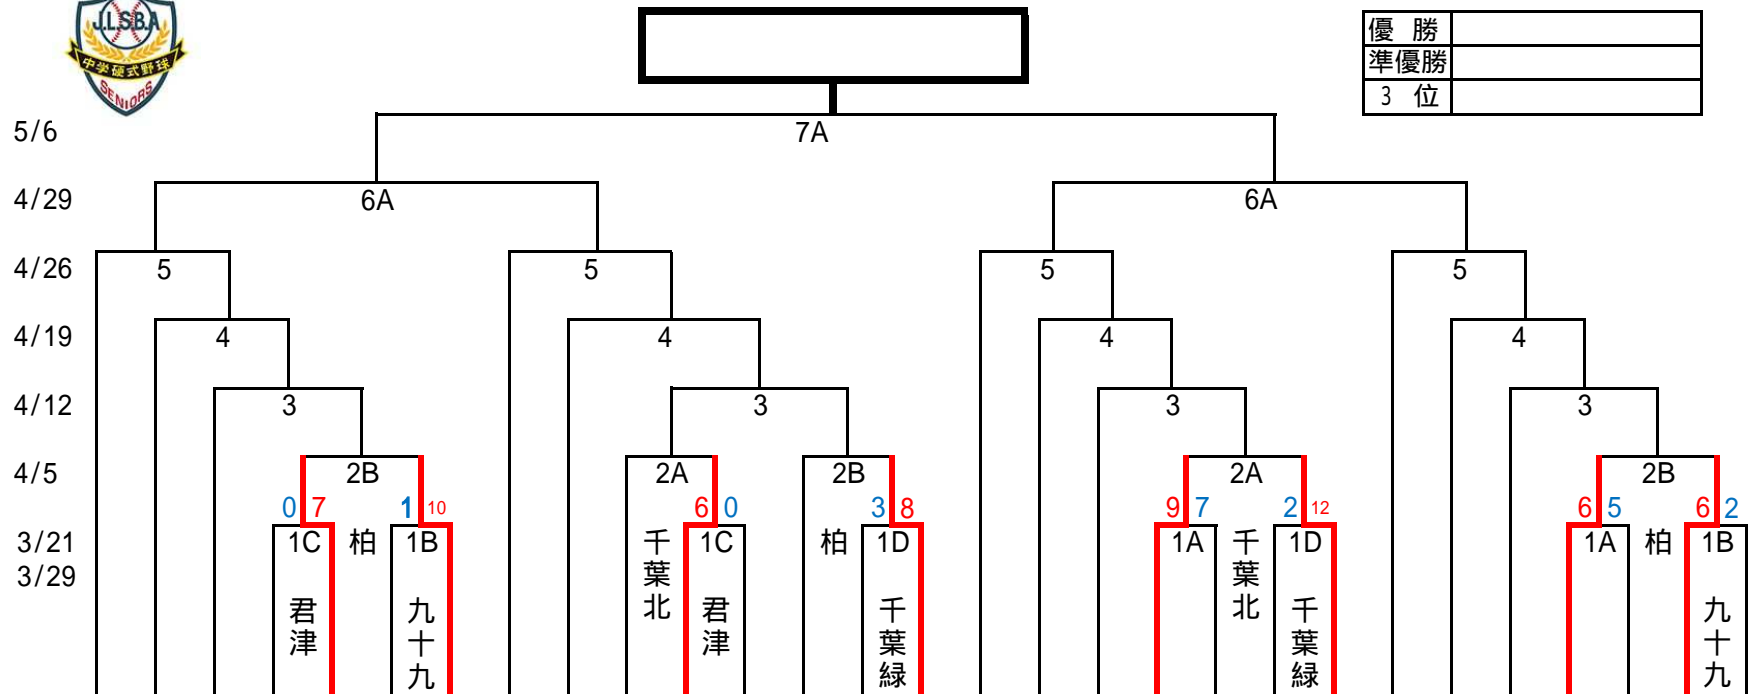 J.L.S.B.A
中学硬式野球
SENIORS
優 勝
準優勝
3 位
5/6
7A
4/29
6A 6A
4/26
5 5 5 5
4/19
4 4 4 4
4/12
3 3 3 3
4/5
2B 2A 2B 2A 2B
0 7 1 10 6 0 3 8 9 7 2 12 6 5 6 2
3/21
1C 柏 1B 千葉北 1C 柏 1D 1A 千葉北 1D 1A 柏 1B
3/29
君津 九十九 君津 千葉緑 千葉緑 九十九